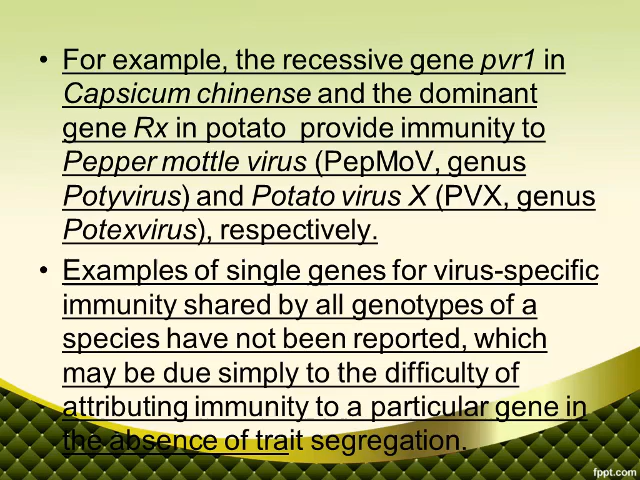 • For example, the recessive gene pvr1 in
Capsicum chinense and the dominant
gene Rx in potato provide immunity to
Pepper mottle virus (PepMoV, genus
Potyvirus) and Potato virus X (PVX, genus
Potexvirus), respectively.
• Examples of single genes for virus-specific
immunity shared by all genotypes of a
species have not been reported, which
may be due simply to the difficulty of
attributing immunity to a particular gene in
the absence of trait segregation.
fppt.com